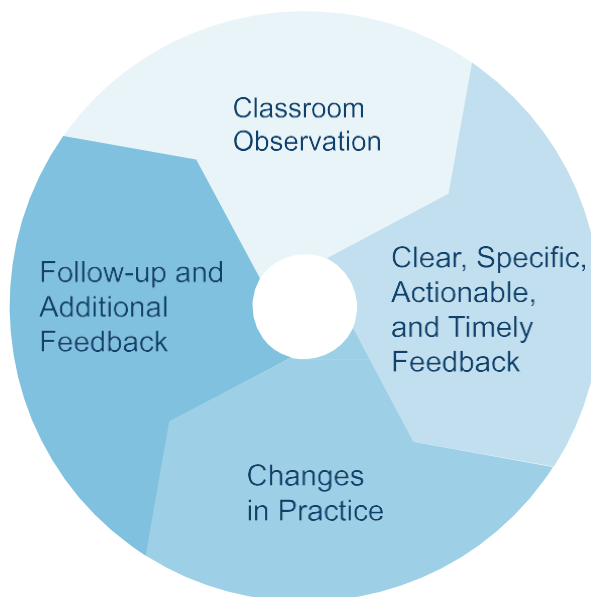 Classroom
Observation
Clear, Specific,
Actionable,
and Timely
Feedback
Changes
in Practice
Follow-up and
Additional
Feedback